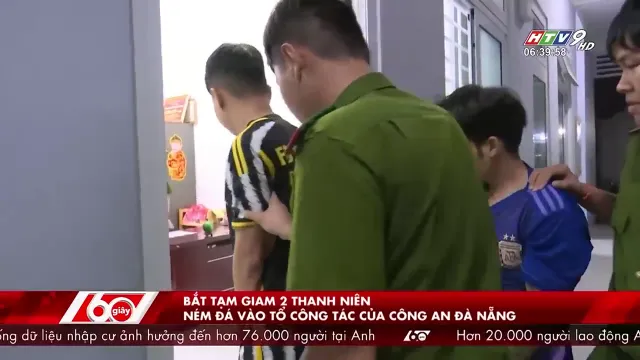 HTV9 HD
06:39:58
60 giây
BẮT TẠM GIAM 2 THANH NIÊN
NÉM ĐÁ VÀO TỔ CÔNG TÁC CỦA CÔNG AN ĐÀ NẴNG
ống dữ liệu nhập cư ảnh hưởng đến hơn 76.000 người tại Anh 60 Hơn 20.000 người lao động A